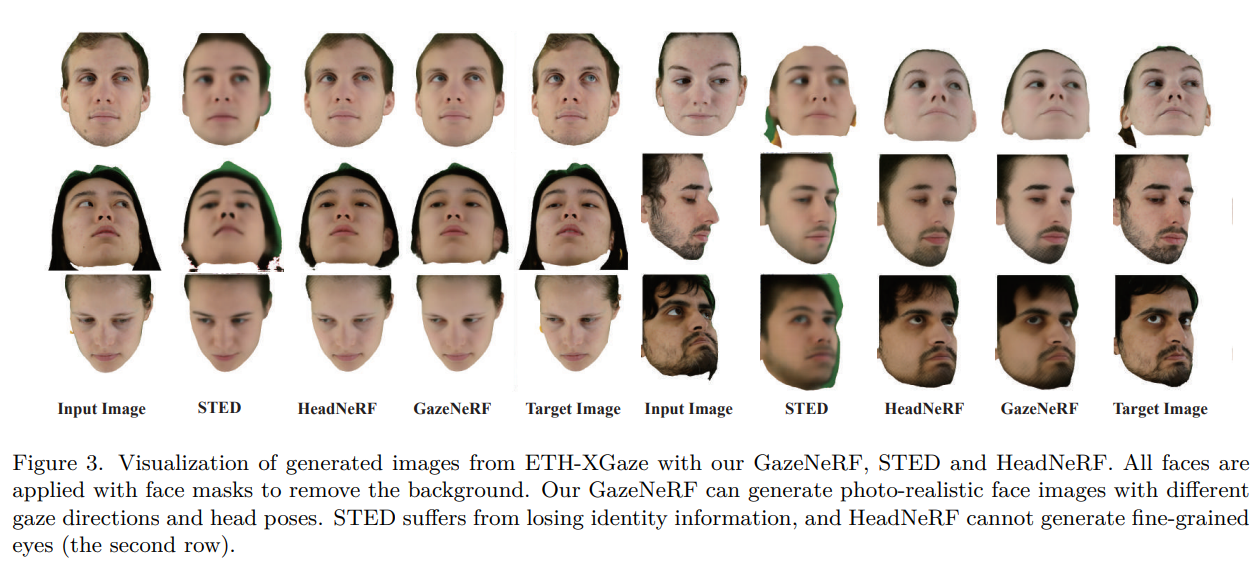 Input Image STED HeadNeRF GazeNeRF Target Image Input Image STED HeadNeRF GazeNeRF Target Image
Figure 3. Visualization of generated images from ETH-XGaze with our GazeNeRF, STED and HeadNeRF. All faces are
applied with face masks to remove the background. Our GazeNeRF can generate photo-realistic face images with different
gaze directions and head poses. STED suffers from losing identity information, and HeadNeRF cannot generate fine-grained
eyes (the second row).